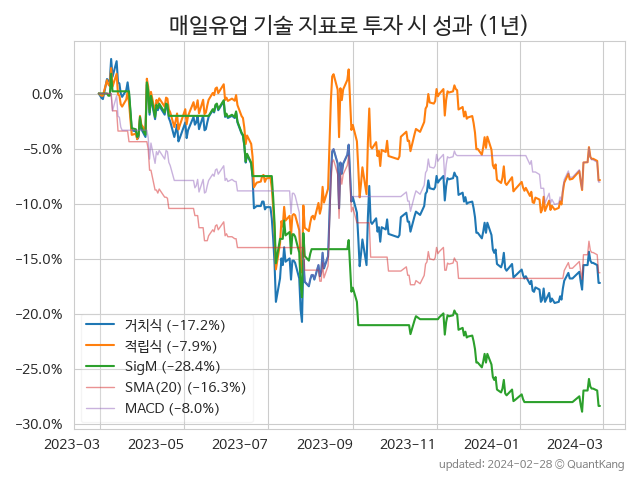 매일유업 기술 지표로 투자 시 성과 (1년)
0.0%
−5.0%
−10.0%
−15.0%
−20.0%
−25.0%
−30.0%
거치식 (−17.2%)
적립식 (−7.9%)
SigM (−28.4%)
SMA(20) (−16.3%)
MACD (−8.0%)
2023-03 2023-05 2023-07 2023-09 2023-11 2024-01 2024-03
updated: 2024-02-28 ⓒ QuantKang